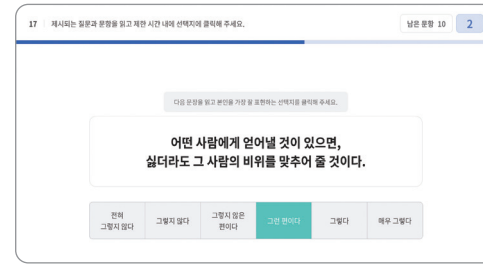 17 제시되는 질문과 문항을 읽고 제한 시간 내에 선택지에 클릭해 주세요.
남은 문항 10
2
다음 문장을 읽고 본인을 가장 잘 표현하는 선택지를 클릭해 주세요.
어떤 사람에게 얻어낼 것이 있으면,
싫더라도 그 사람의 비위를 맞추어 줄 것이다.
전혀
그렇지 않다
그렇지 않다
그렇지 않은
편이다
그런 편이다
그렇다
매우 그렇다